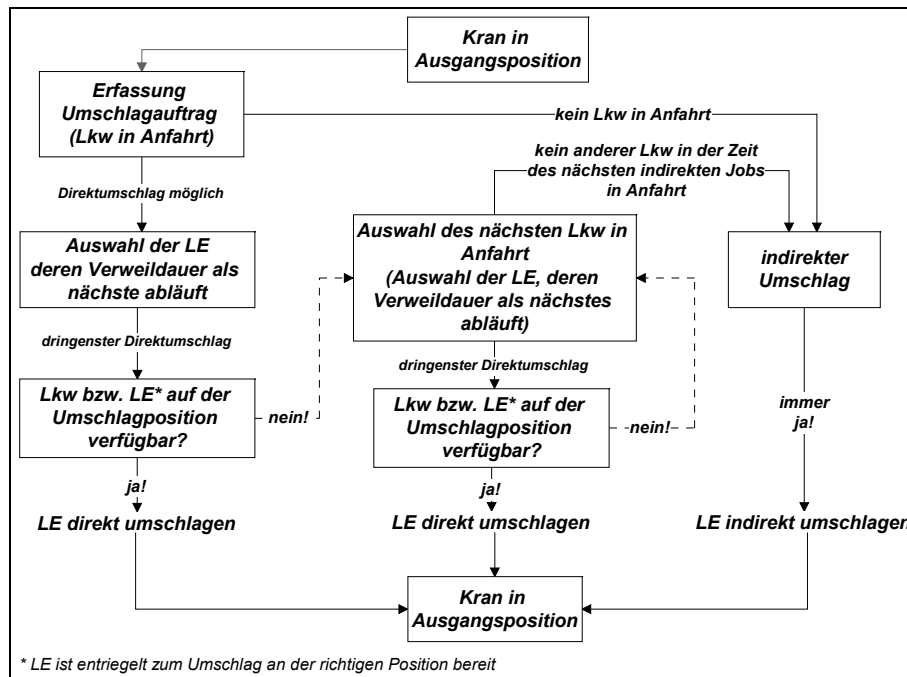 Kran in
Ausgangsposition
Erfassung
Umschlagauftrag
(Lkw in Anfahrt)
kein Lkw in Anfahrt
kein anderer Lkw in der Zeit
des nächsten indirekten Jobs
in Anfahrt
Direktumschlag möglich
Auswahl der LE
deren Verweildauer als
nächste abläuft
Auswahl des nächsten Lkw in
Anfahrt
(Auswahl der LE, deren
Verweildauer als nächstes
abläuft)
indirekter
Umschlag
dringenster Direktumschlag
dringenster Direktumschlag
Lkw bzw. LE* auf der
Umschlagposition
verfügbar?
nein!
Lkw bzw. LE* auf der
Umschlagposition
verfügbar?
nein!
immer
ja!
ja!
ja!
LE direkt umschlagen
LE direkt umschlagen
LE indirekt umschlagen
Kran in
Ausgangsposition
* LE ist entriegelt zum Umschlag an der richtigen Position bereit